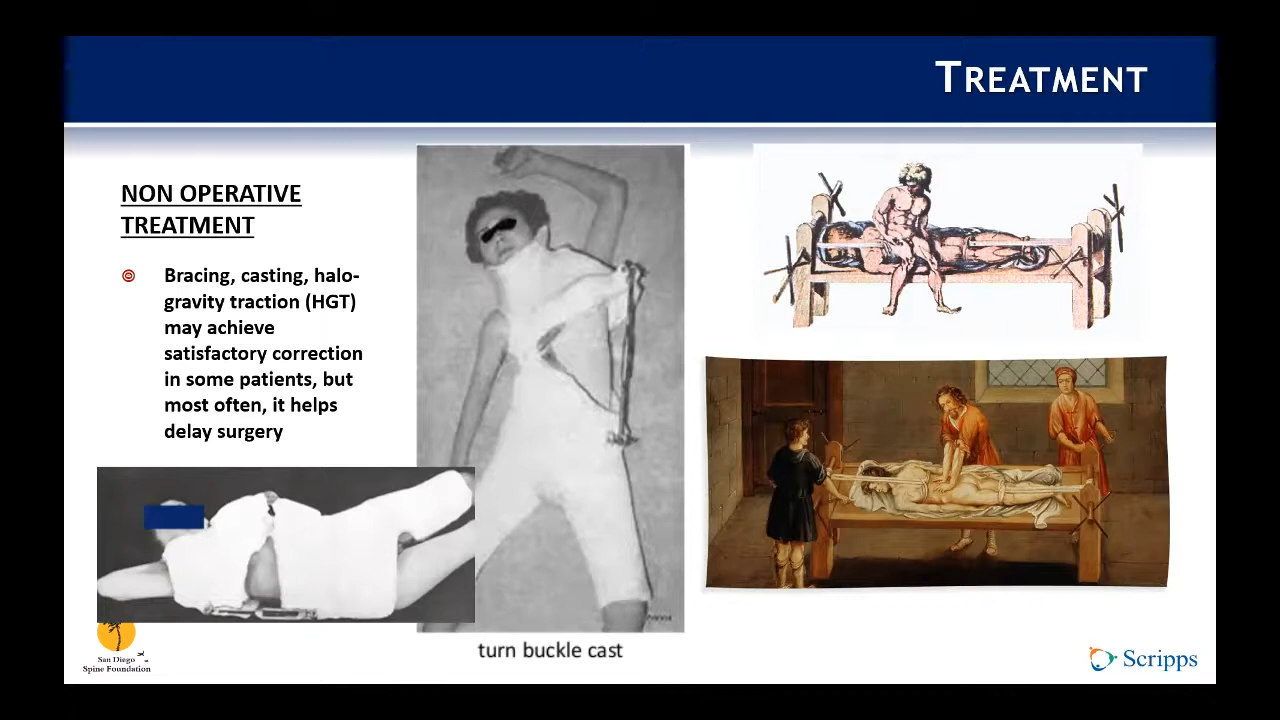 TREATMENT
NON OPERATIVE
TREATMENT
Bracing, casting, halo-
gravity traction (HGT)
may achieve
satisfactory correction
in some patients, but
most often, it helps
delay surgery
turn buckle cast
San Diego
Spine Foundation
Scripps